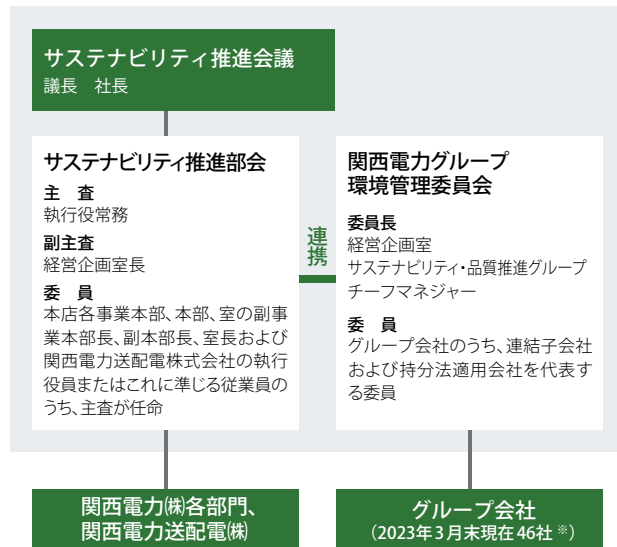 サステナビリティ推進会議
議長　社長
サステナビリティ推進部会
主　査
執行役常務
副主査
経営企画室長
委　員
本店各事業本部、本部、室の副事
業本部長、副本部長、室長および
関西電力送配電株式会社の執行
役員またはこれに準じる従業員の
うち、主査が任命
連携
関西電力グループ
環境管理委員会
委員長
経営企画室
サステナビリティ・品質推進グループ
チーフマネジャー
委　員
グループ会社のうち、連結子会社
および持分法適用会社を代表す
る委員
関西電力㈱各部門、
関西電力送配電㈱
グループ会社
（2023年3月末現在46社※）